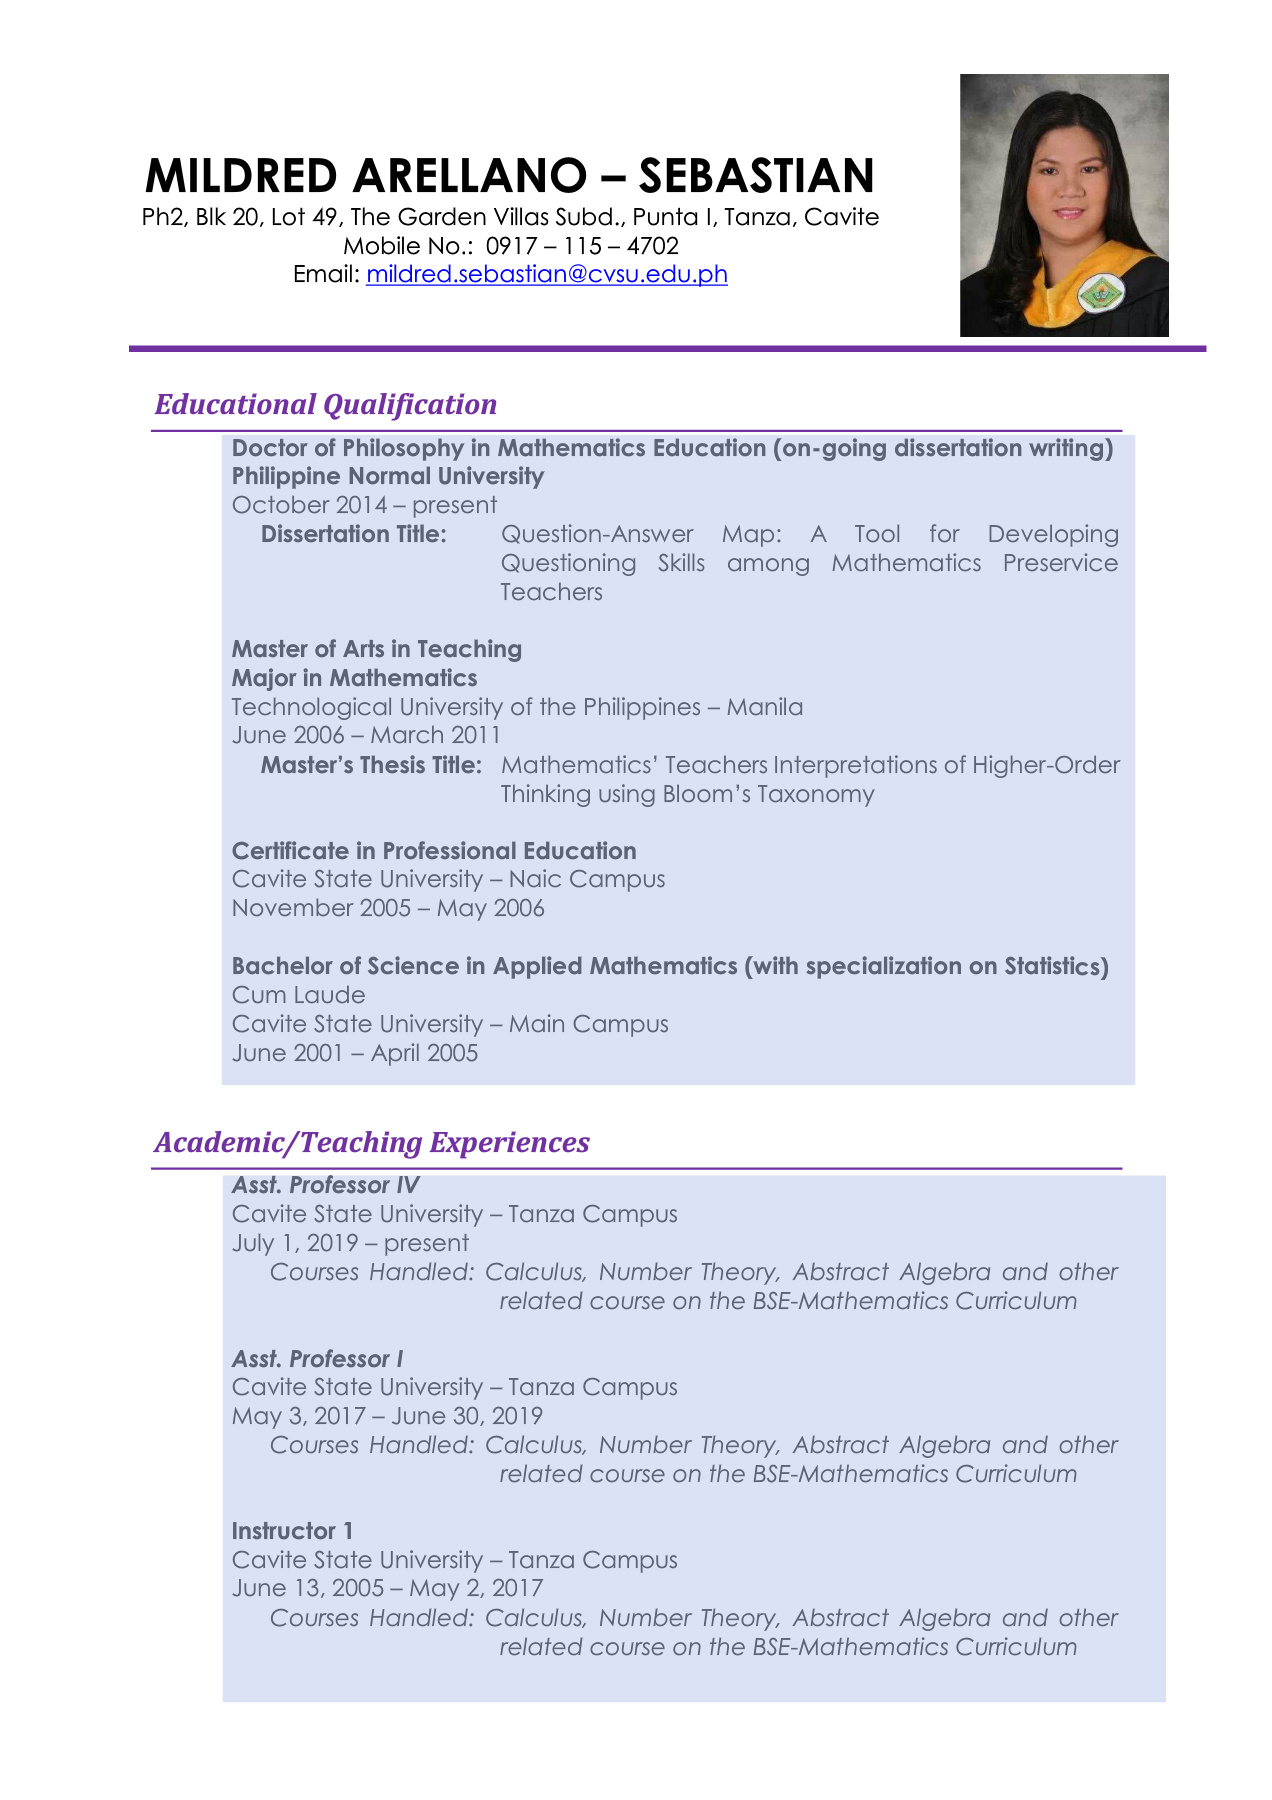 MILDRED ARELLANO – SEBASTIAN
Ph2, Blk 20, Lot 49, The Garden Villas Subd., Punta I, Tanza, Cavite
Mobile No.: 0917 – 115 – 4702
Email: mildred.sebastian@cvsu.edu.ph
Educational Qualification
Doctor of Philosophy in Mathematics Education (on-going dissertation writing)
Philippine Normal University
October 2014 – present
Dissertation Title: Question-Answer Map: A Tool for Developing
Questioning Skills among Mathematics Preservice
Teachers
Master of Arts in Teaching
Major in Mathematics
Technological University of the Philippines – Manila
June 2006 – March 2011
Master’s Thesis Title: Mathematics’ Teachers Interpretations of Higher-Order
Thinking using Bloom’s Taxonomy
Certificate in Professional Education
Cavite State University – Naic Campus
November 2005 – May 2006
Bachelor of Science in Applied Mathematics (with specialization on Statistics)
Cum Laude
Cavite State University – Main Campus
June 2001 – April 2005
Academic/Teaching Experiences
Asst. Professor IV
Cavite State University – Tanza Campus
July 1, 2019 – present
Courses Handled: Calculus, Number Theory, Abstract Algebra and other
related course on the BSE-Mathematics Curriculum
Asst. Professor I
Cavite State University – Tanza Campus
May 3, 2017 – June 30, 2019
Courses Handled: Calculus, Number Theory, Abstract Algebra and other
related course on the BSE-Mathematics Curriculum
Instructor 1
Cavite State University – Tanza Campus
June 13, 2005 – May 2, 2017
Courses Handled: Calculus, Number Theory, Abstract Algebra and other
related course on the BSE-Mathematics Curriculum